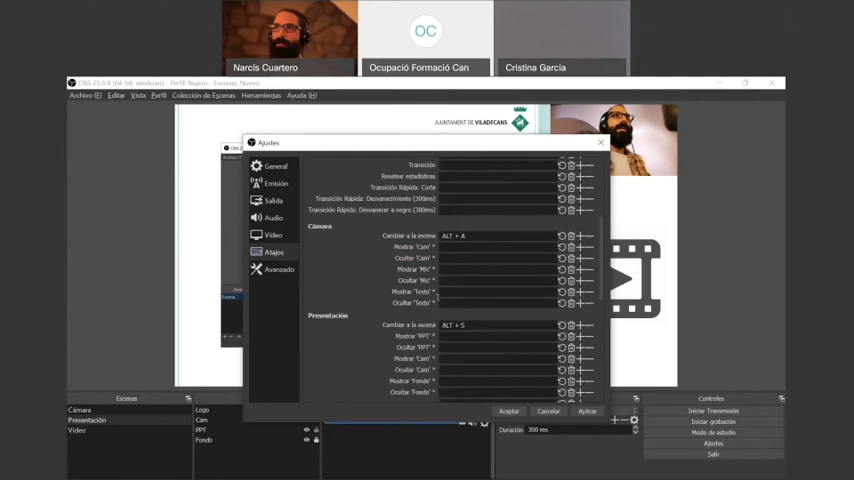 OC
Narcís Cuartero
Ocupació Formació Can
Cristina Garcia
OBS 25.0.8 (64-bit, windows) - Perfil: Nuevo - Escenas: Nuevo
Archivo (F) Editar Vista Perfil Colección de Escenas Herramientas Ayuda (H)
AJUNTAMENT DE VILADECANS
Ajustes
General
Emisión
Salida
Audio
Vídeo
Atajos
Avanzado
Transición
Resetear estadísticas
Transición Rápida: Corte
Transición Rápida: Desvanecimiento (300ms)
Transición Rápida: Desvanecer a negro (300ms)
Cámara
Cambiar a la escena ALT + A
Mostrar 'Cam' *
Ocultar 'Cam' *
Mostrar 'Mic' *
Ocultar 'Mic' *
Mostrar 'Texto' *
Ocultar 'Texto' *
Presentación
Cambiar a la escena ALT + S
Mostrar 'PPT' *
Ocultar 'PPT' *
Mostrar 'Cam' *
Ocultar 'Cam' *
Mostrar 'Fondo' *
Ocultar 'Fondo' *
Aceptar Cancelar Aplicar
Escenas
Cámara
Presentación
Vídeo
Logo
Cam
PPT
Fondo
Duración 300 ms
Controles
Iniciar Transmisión
Iniciar grabación
Modo de estudio
Ajustes
Salir